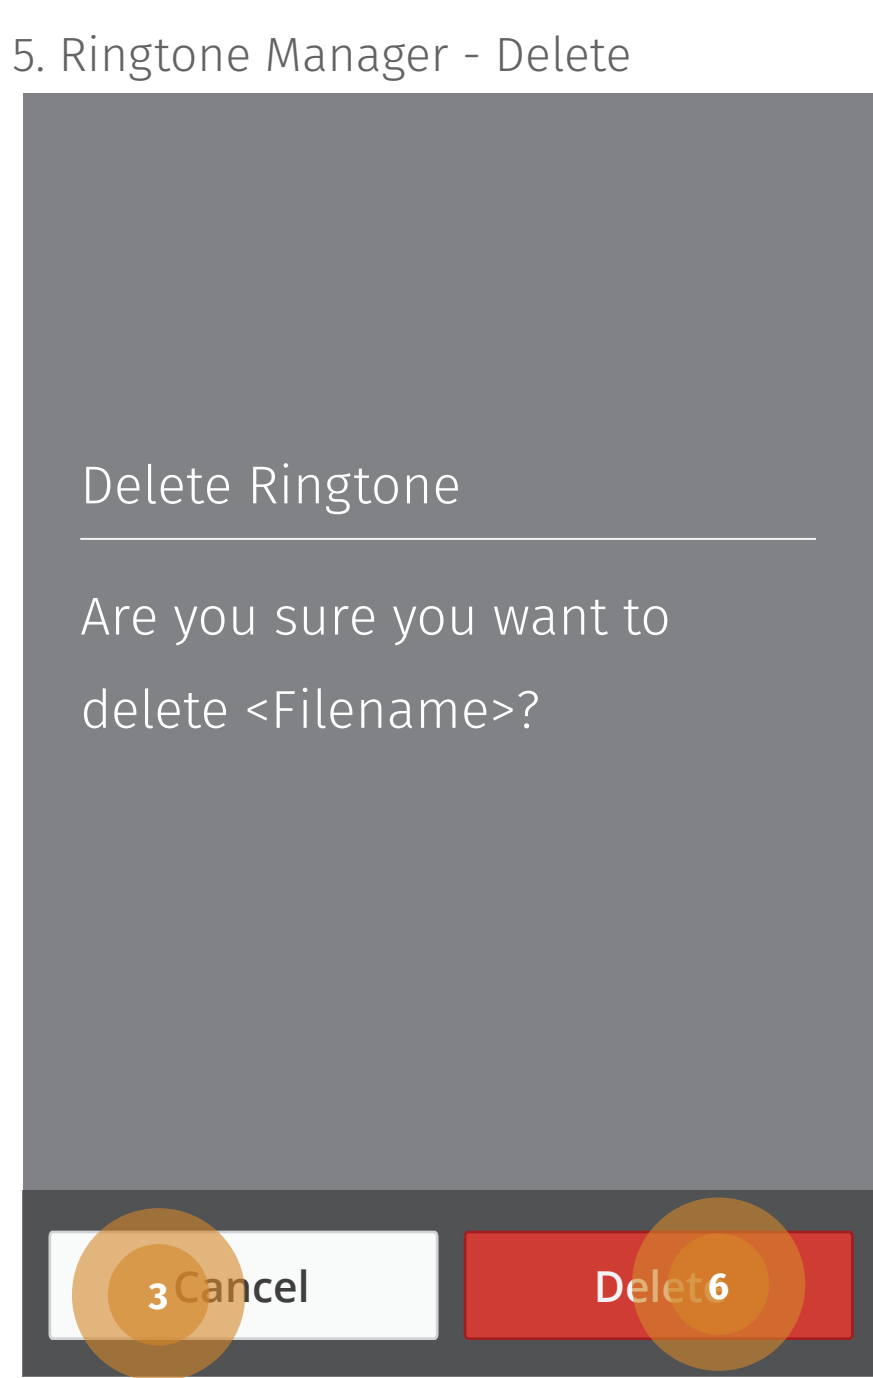 5. Ringtone Manager - Delete
Delete Ringtone
Are you sure you want to
delete <Filename>?
3 Cancel
Delete 6